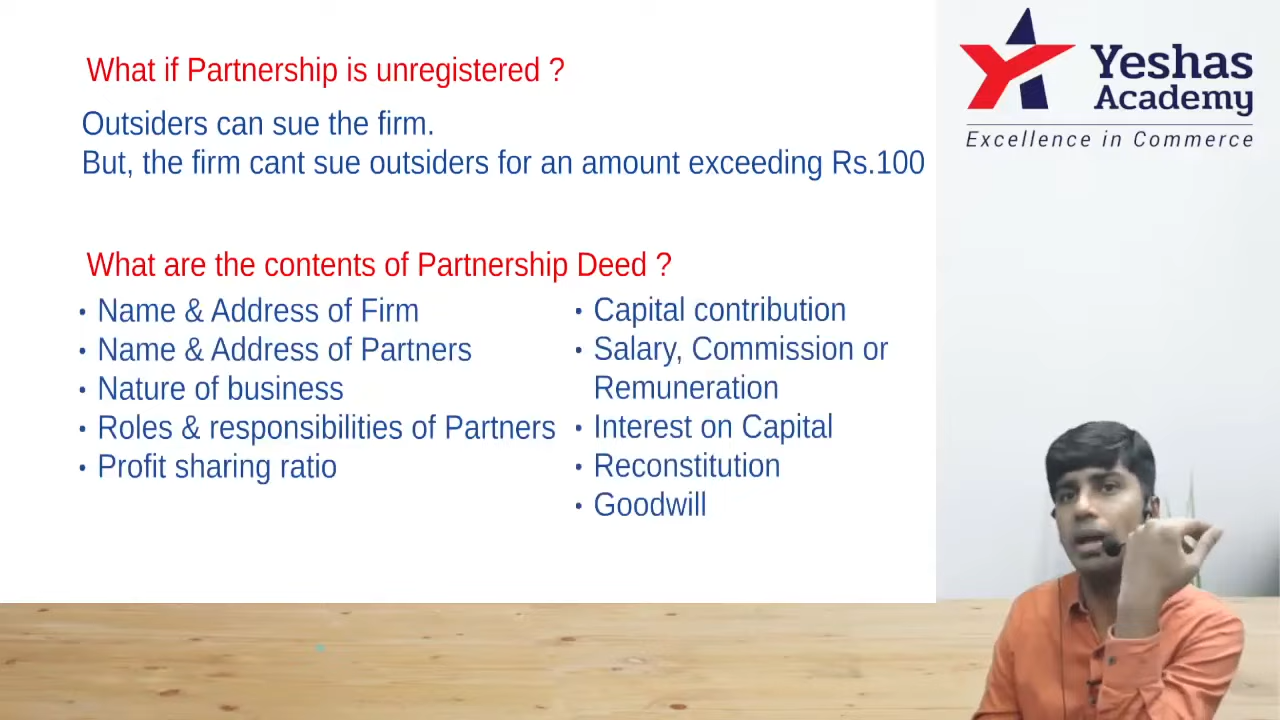 What if Partnership is unregistered ?
Outsiders can sue the firm.
But, the firm cant sue outsiders for an amount exceeding Rs.100
What are the contents of Partnership Deed ?
• Name & Address of Firm
• Name & Address of Partners
• Nature of business
• Roles & responsibilities of Partners
• Profit sharing ratio
• Capital contribution
• Salary, Commission or
Remuneration
• Interest on Capital
• Reconstitution
• Goodwill
Yeshas
Academy
Excellence in Commerce